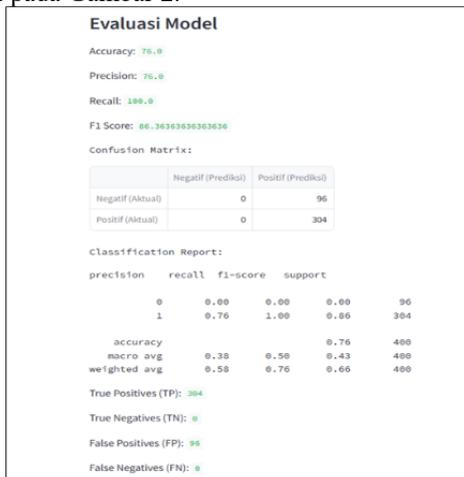 pada Gambar 2.
Evaluasi Model
Accuracy: 76.0
Precision: 76.0
Recall: 100.0
F1 Score: 86.36363636363636
Confusion Matrix:
Negatif (Prediksi) Positif (Prediksi)
Negatif (Aktual) 0 96
Positif (Aktual) 0 304
Classification Report:
precision recall f1-score support
0 0.00 0.00 0.00 96
1 0.76 1.00 0.86 304
accuracy 0.76 400
macro avg 0.38 0.50 0.43 400
weighted avg 0.58 0.76 0.66 400
True Positives (TP): 304
True Negatives (TN): 0
False Positives (FP): 96
False Negatives (FN): 0